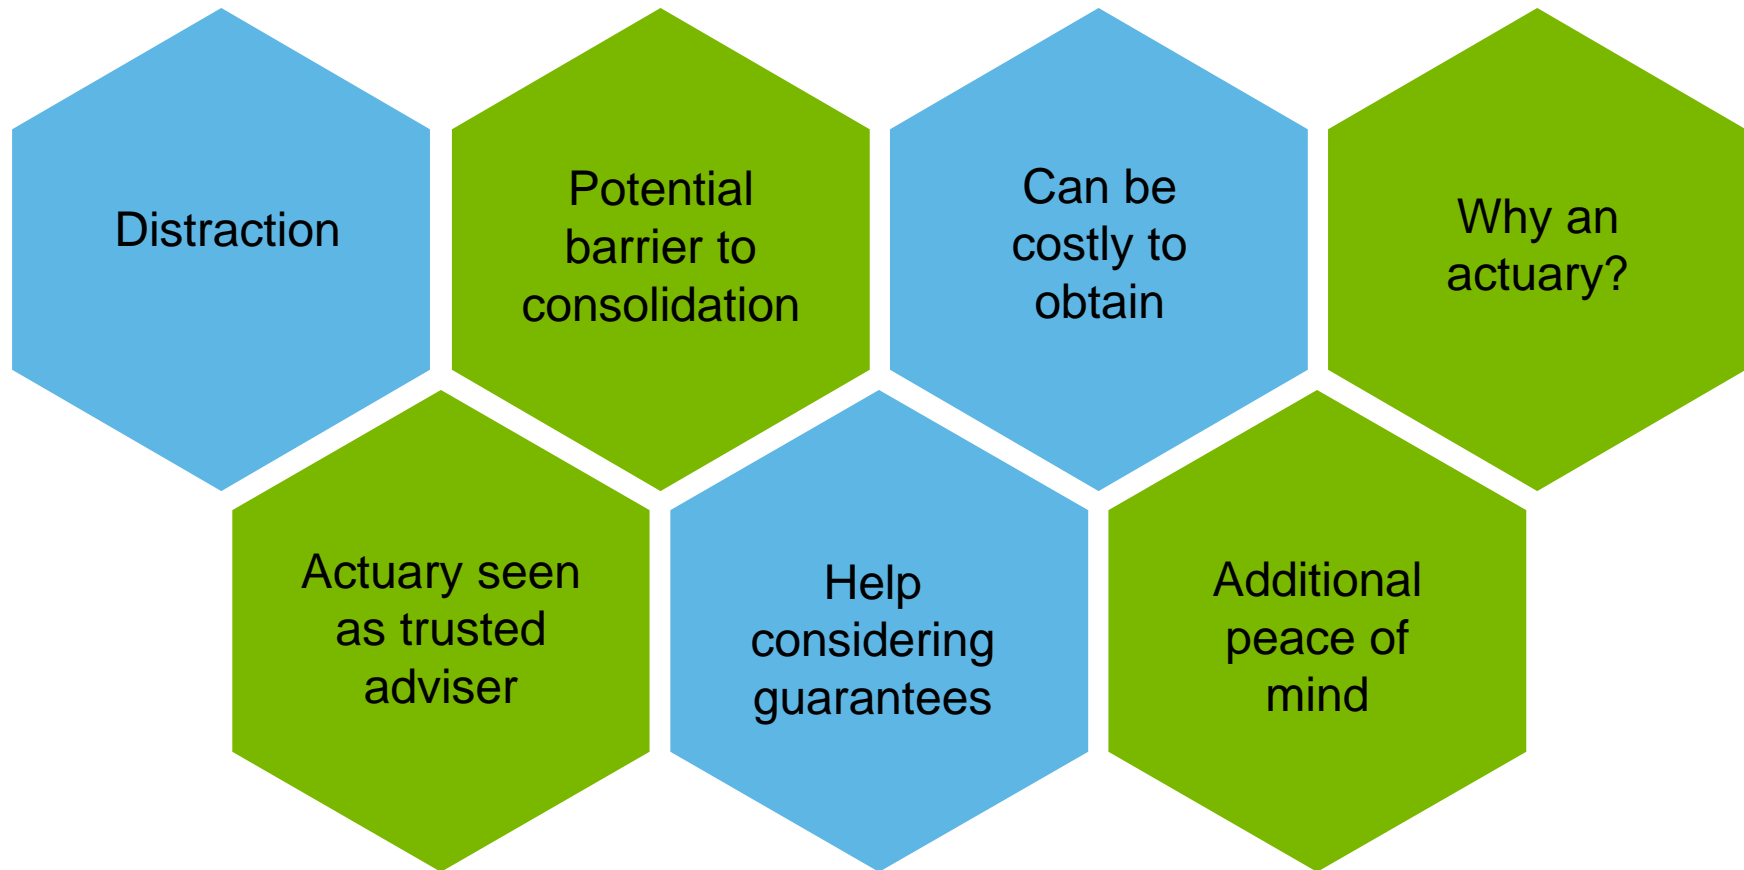 Distraction
Potential
barrier to
consolidation
Can be
costly to
obtain
Why an
actuary?
Actuary seen
as trusted
adviser
Help
considering
guarantees
Additional
peace of
mind